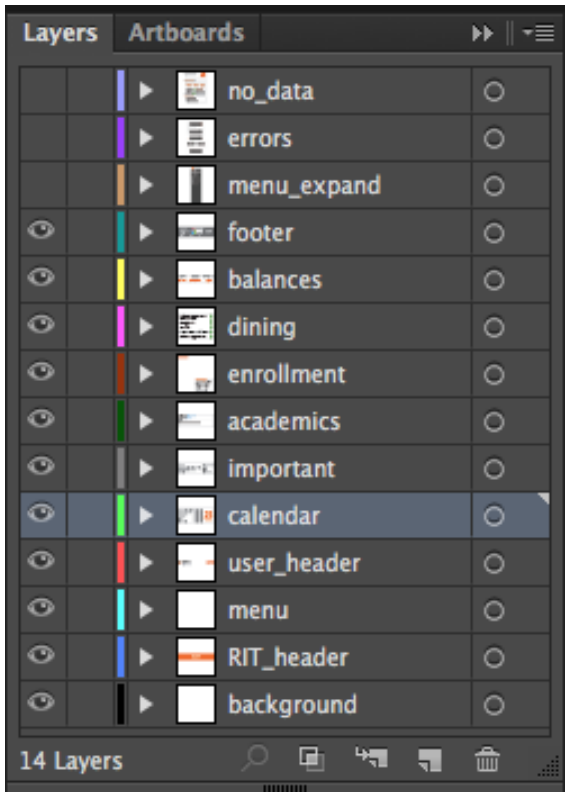 Layers Artboards
no_data
errors
menu_expand
footer
balances
dining
enrollment
academics
important
calendar
user_header
menu
RIT_header
background
14 Layers